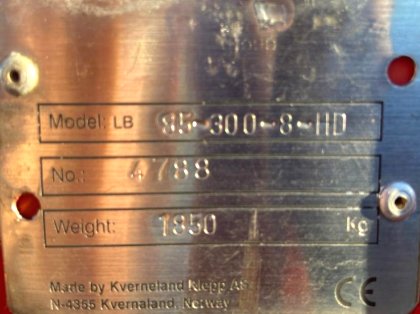 Model: LB 85-300-8-HD
No.: 4788
Weight: 1850 Kg
Made by Kverneland Klepp AS
N-4355 Kvernaland, Norway
CE